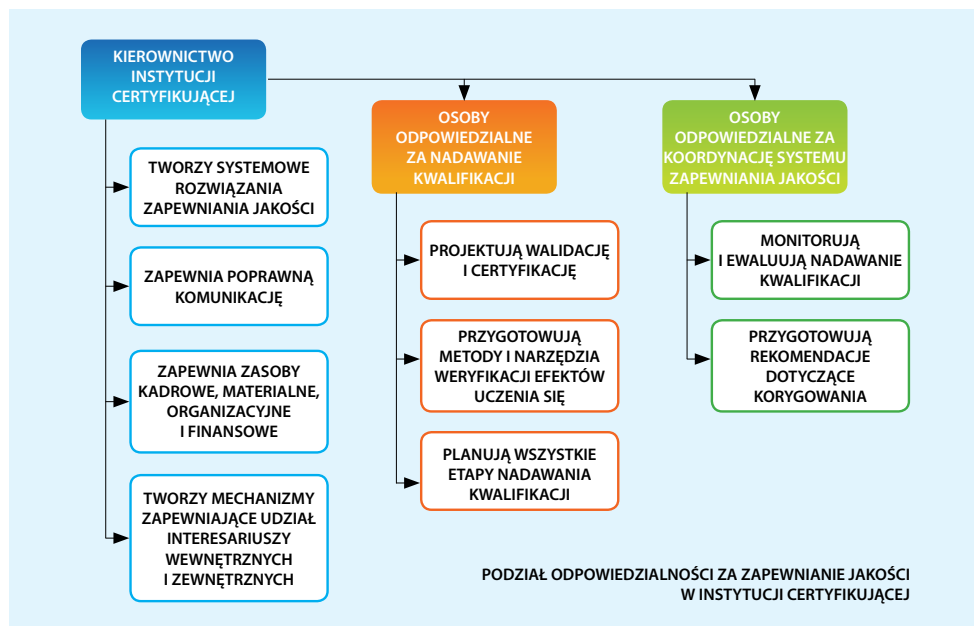 KIEROWNICTWO
INSTYTUCJI
CERTYFIKUJĄCEJ
TWORZY SYSTEMOWE
ROZWIĄZANIA
ZAPEWNIANIA JAKOŚCI
ZAPEWNIA POPRAWNĄ
KOMUNIKACJĘ
ZAPEWNIA ZASOBY
KADROWE, MATERIALNE,
ORGANIZACYJNE
I FINANSOWE
TWORZY MECHANIZMY
ZAPEWNIAJĄCE UDZIAŁ
INTERESARIUSZY
WEWNĘTRZNYCH
I ZEWNĘTRZNYCH
OSOBY
ODPOWIEDZIALNE
ZA NADAWANIE
KWALIFIKACJI
PROJEKTUJĄ WALIDACJĘ
I CERTYFIKACJĘ
PRZYGOTOWUJĄ
METODY I NARZĘDZIA
WERYFIKACJI EFEKTÓW
UCZENIA SIĘ
PLANUJĄ WSZYSTKIE
ETAPY NADAWANIA
KWALIFIKACJI
OSOBY
ODPOWIEDZIALNE ZA
KOORDYNACJĘ SYSTEMU
ZAPEWNIANIA JAKOŚCI
MONITORUJĄ
I EWALUUJĄ NADAWANIE
KWALIFIKACJI
PRZYGOTOWUJĄ
REKOMENDACJE
DOTYCZĄCE
KORYGOWANIA
PODZIAŁ ODPOWIEDZIALNOŚCI ZA ZAPEWNIANIE JAKOŚCI
W INSTYTUCJI CERTYFIKUJĄCEJ